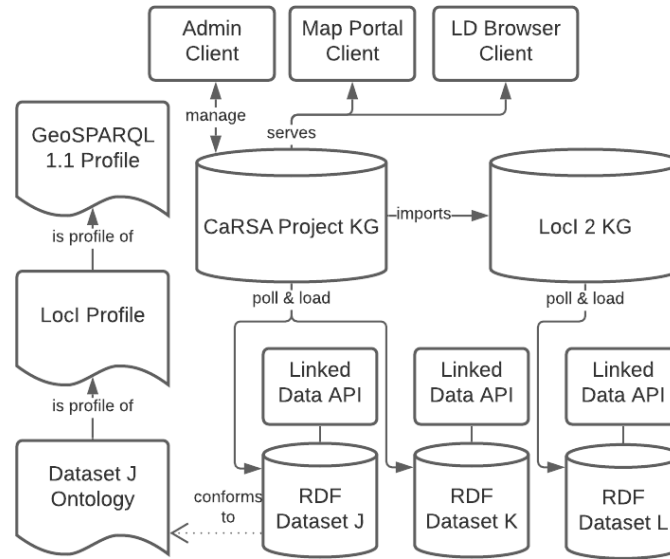 Admin
Client
Map Portal
Client
LD Browser
Client
manage
serves
GeoSPARQL
1.1 Profile
is profile of
LocI Profile
is profile of
Dataset J
Ontology
CaRSA Project KG
imports
LocI 2 KG
poll & load
poll & load
Linked
Data API
Linked
Data API
Linked
Data API
conforms
to
RDF
Dataset J
RDF
Dataset K
RDF
Dataset L